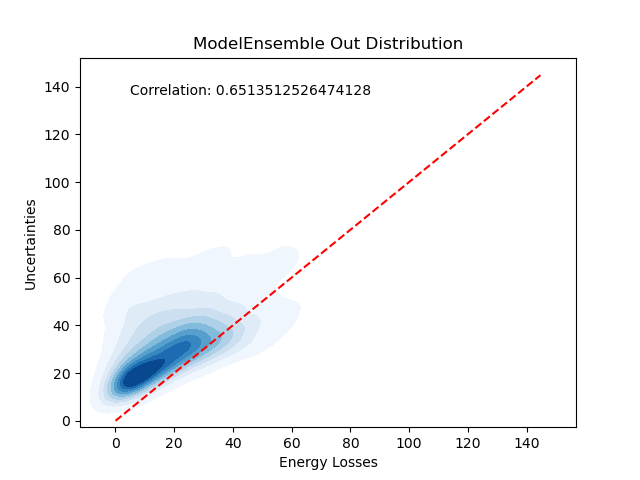 ModelEnsemble Out Distribution
Correlation: 0.6513512526474128
Uncertainties
140
120
100
80
60
40
20
0
0 20 40 60 80 100 120 140
Energy Losses